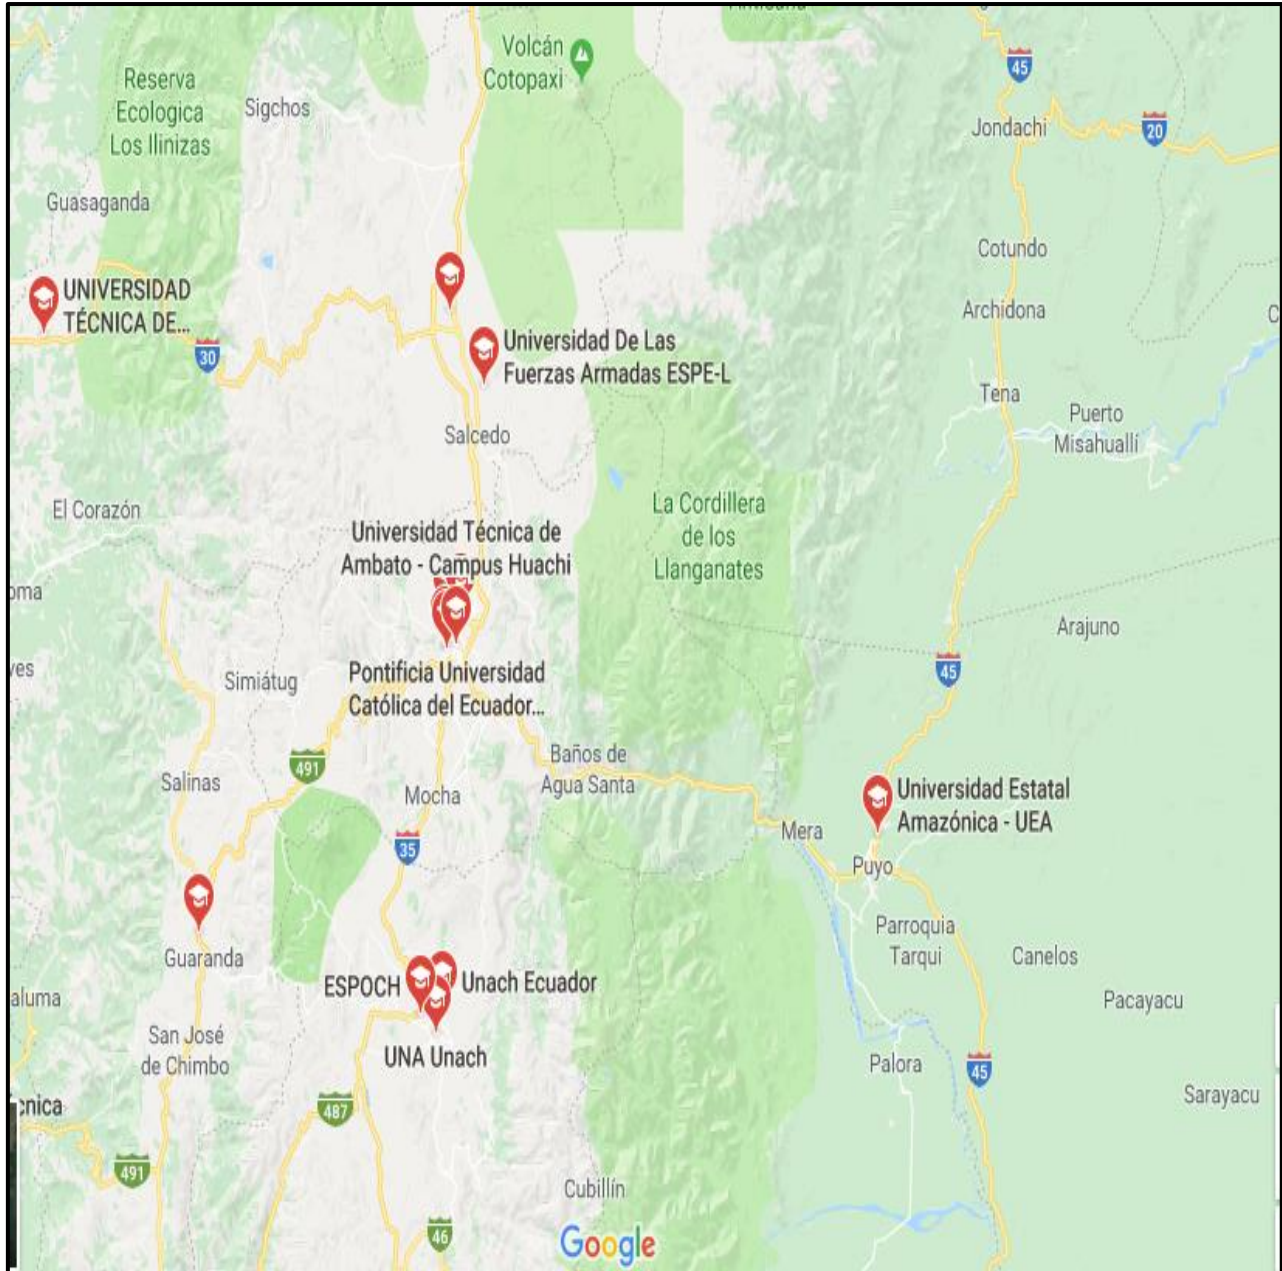 Volcán
Cotopaxi
45
Reserva
Ecologica
Los Ilinizas
Sigchos
Jondachi
20
Guasaganda
Cotundo
UNIVERSIDAD
TÉCNICA DE...
Archidona
30
Universidad De Las
Fuerzas Armadas ESPE-L
Tena
Puerto
Misahuallí
Salcedo
El Corazón
La Cordillera
de los
Llanganates
Universidad Técnica de
Ambato - Campus Huachi
oma
Arajuno
ves
Simiátug
Pontificia Universidad
Católica del Ecuador...
45
491
Salinas
Mocha
Baños de
Agua Santa
Universidad Estatal
Amazónica - UEA
Mera
35
Puyo
Guaranda
Parroquia
Tarqui
Canelos
ESPOCH
Unach Ecuador
aluma
Pacayacu
San José
de Chimbo
UNA Unach
Palora
45
Sarayacu
cnica
487
491
Cubillín
46
Google